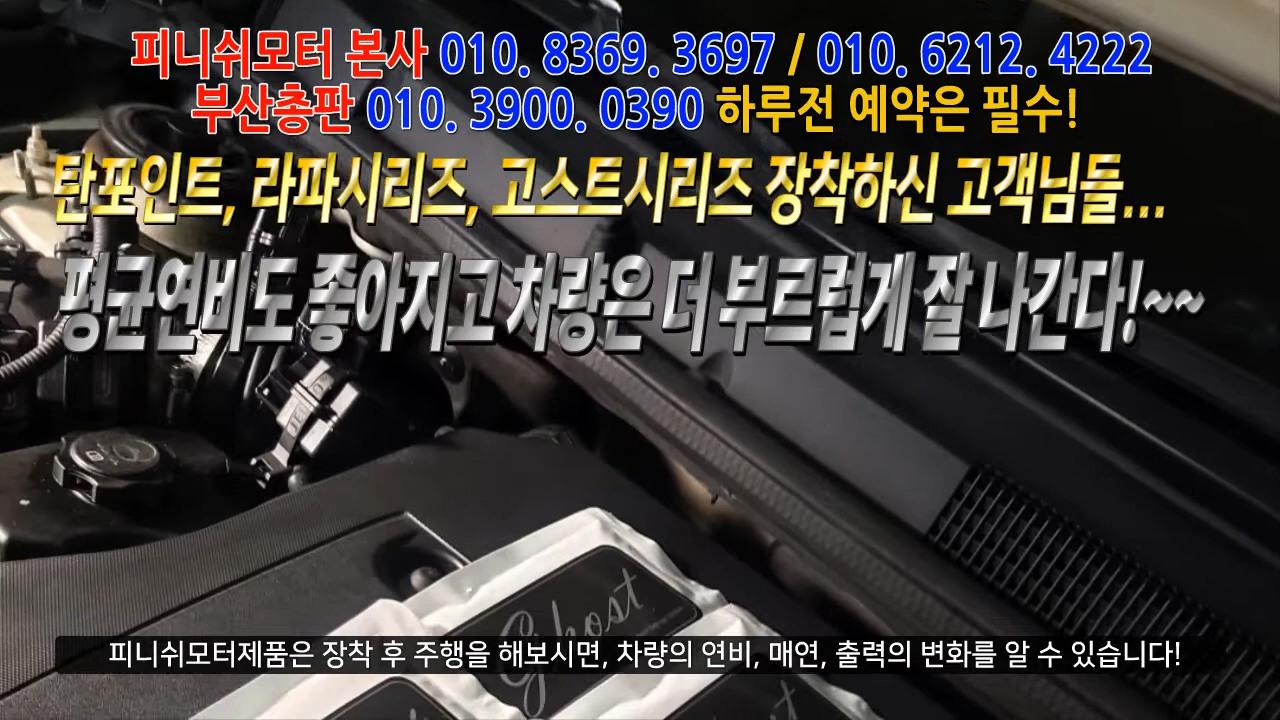 피니쉬모터 본사 010. 8369. 3697 / 010. 6212. 4222
부산총판 010. 3900. 0390 하루전 예약은 필수!
탄포인트, 라파시리즈, 고스트시리즈 장착하신 고객님들...
평균연비도 좋아지고 차량은 더 부르럽게 잘 나간다!~~
Ghost
피니쉬모터제품은 장착 후 주행을 해보시면, 차량의 연비, 매연, 출력의 변화를 알 수 있습니다!